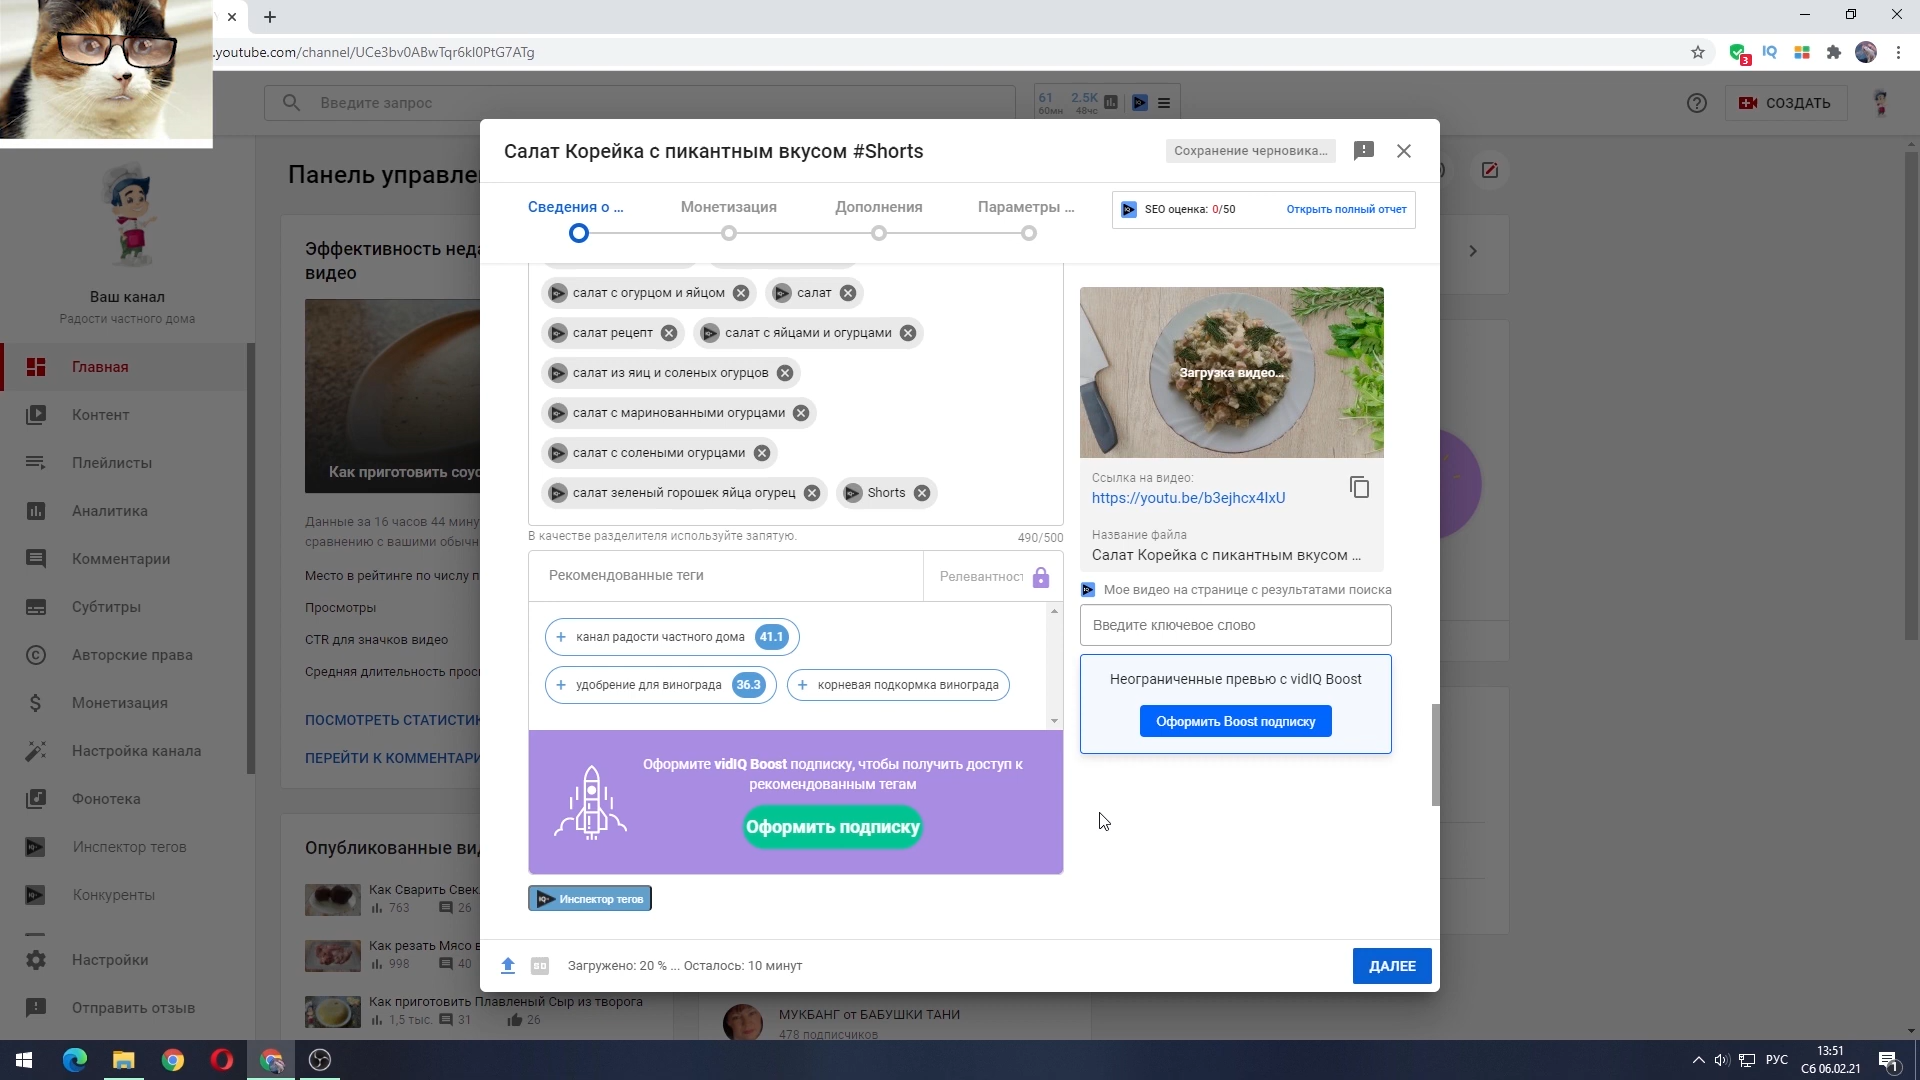 .youtube.com/channel/UCe3bv0ABwTqr6kl0PtG7ATg
3
IQ
Введите запрос
61
60мн
2.5K
48чс
СОЗДАТЬ
Панель управле
Ваш канал
Радости частного дома
Главная
Контент
Плейлисты
Аналитика
Комментарии
Субтитры
Авторские права
Монетизация
Настройка канала
Фонотека
Инспектор тегов
Конкуренты
Настройки
Отправить отзыв
Эффективность неда
видео
Как приготовить соус
Данные за 16 часов 44 мину
сравнению с вашими обычн
Место в рейтинге по числу п
Просмотры
CTR для значков видео
Средняя длительность прос
ПОСМОТРЕТЬ СТАТИСТИК
ПЕРЕЙТИ К КОММЕНТАРИ
Опубликованные ви
Как Сварить Свек
763 26
Как резать Мясо в
998 40
Как приготовить Плавленый Сыр из творога
1,5 тыс. 31 26
МУКБАНГ от БАБУШКИ ТАНИ
478 подписчиков
Салат Корейка с пикантным вкусом #Shorts
Сохранение черновика...
Сведения о ...
Монетизация
Дополнения
Параметры ...
SEO оценка: 0/50
Открыть полный отчет
салат с огурцом и яйцом
салат
салат рецепт
салат с яйцами и огурцами
салат из яиц и соленых огурцов
салат с маринованными огурцами
салат с солеными огурцами
салат зеленый горошек яйца огурец
Shorts
В качестве разделителя используйте запятую.
490/500
Рекомендованные теги
Релевантност
+ канал радости частного дома 41.1
+ удобрение для винограда 36.3
+ корневая подкормка винограда
Оформите vidIQ Boost подписку, чтобы получить доступ к
рекомендованным тегам
Оформить подписку
Инспектор тегов
Загрузка видео...
Ссылка на видео:
https://youtu.be/b3ejhcx4IxU
Название файла
Салат Корейка с пикантным вкусом ...
Мое видео на странице с результатами поиска
Введите ключевое слово
Неограниченные превью с vidIQ Boost
Оформить Boost подписку
Загружено: 20 % ... Осталось: 10 минут
ДАЛЕЕ
РУС
13:51
Сб 06.02.21
1